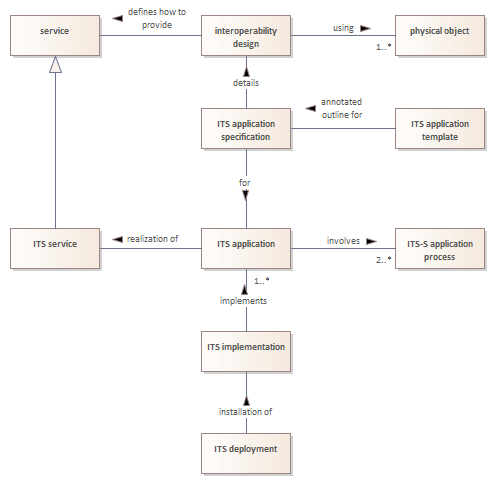 defines how to
provide
service
interoperability
design
using
physical object
1..*
details
ITS application
specification
annotated
outline for
ITS application
template
for
ITS service
realization of
ITS application
involves
ITS-S application
process
2..*
1..*
implements
ITS implementation
installation of
ITS deployment